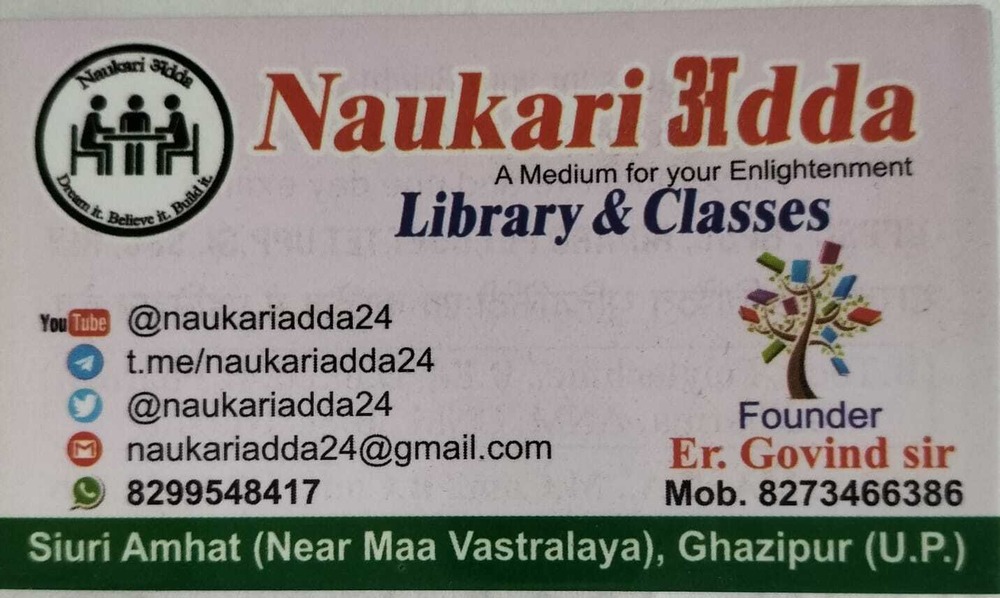 Naukari अdda
Dream it. Believe it. Build it.
Naukari अdda
A Medium for your Enlightenment
Library & Classes
YouTube @naukariadda24
t.me/naukariadda24
@naukariadda24
naukariadda24@gmail.com
8299548417
Founder
Er. Govind sir
Mob. 8273466386
Siuri Amhat (Near Maa Vastralaya), Ghazipur (U.P.)